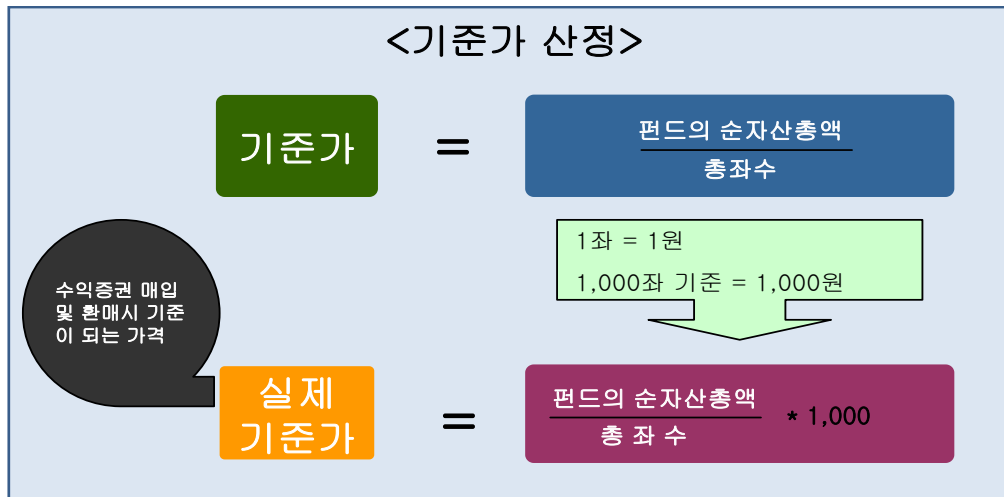 <기준가 산정>
기준가
=
펀드의 순자산총액
총좌수
1좌 = 1원
1,000좌 기준 = 1,000원
수익증권 매입
및 환매시 기준
이 되는 가격
실제
기준가
=
펀드의 순자산총액
총 좌 수
* 1,000